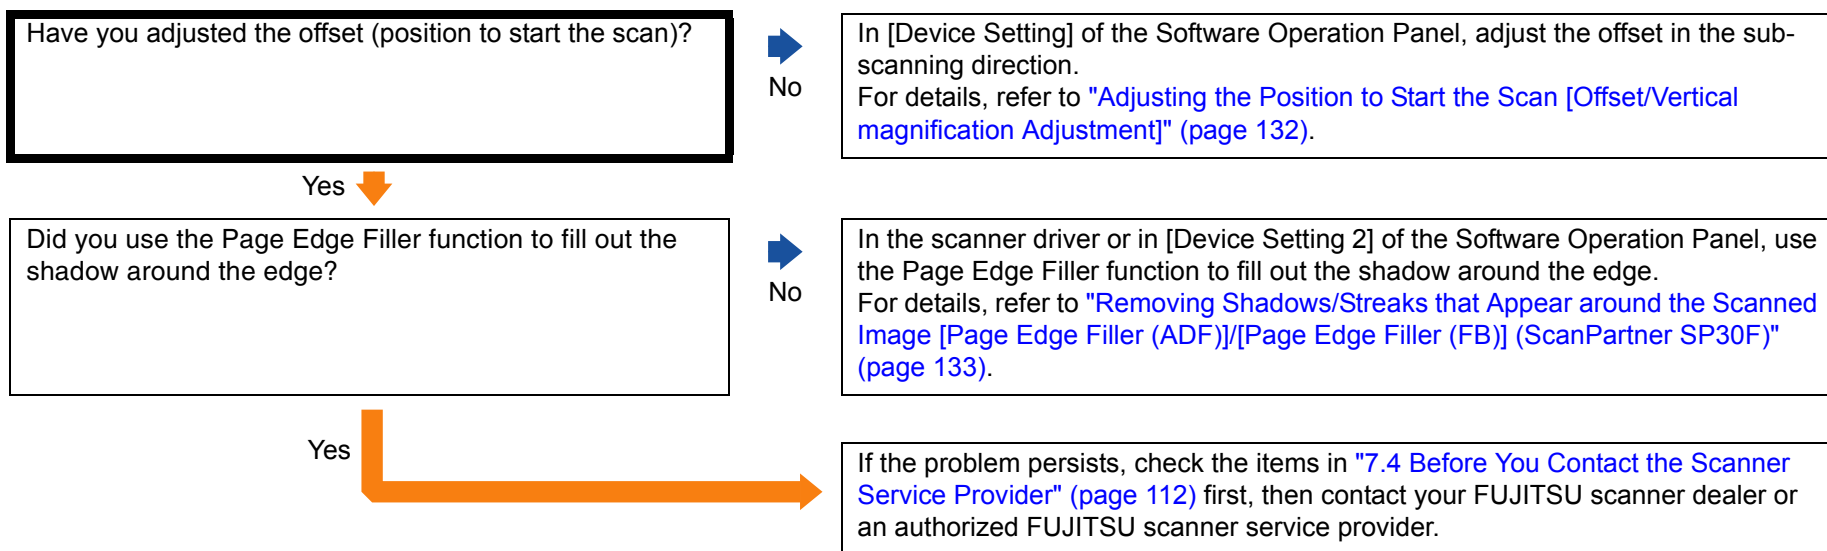 Have you adjusted the offset (position to start the scan)?
No
In [Device Setting] of the Software Operation Panel, adjust the offset in the sub-
scanning direction.
For details, refer to "Adjusting the Position to Start the Scan [Offset/Vertical
magnification Adjustment]" (page 132).
Yes
Did you use the Page Edge Filler function to fill out the
shadow around the edge?
No
In the scanner driver or in [Device Setting 2] of the Software Operation Panel, use
the Page Edge Filler function to fill out the shadow around the edge.
For details, refer to "Removing Shadows/Streaks that Appear around the Scanned
Image [Page Edge Filler (ADF)]/[Page Edge Filler (FB)] (ScanPartner SP30F)"
(page 133).
Yes
If the problem persists, check the items in "7.4 Before You Contact the Scanner
Service Provider" (page 112) first, then contact your FUJITSU scanner dealer or
an authorized FUJITSU scanner service provider.